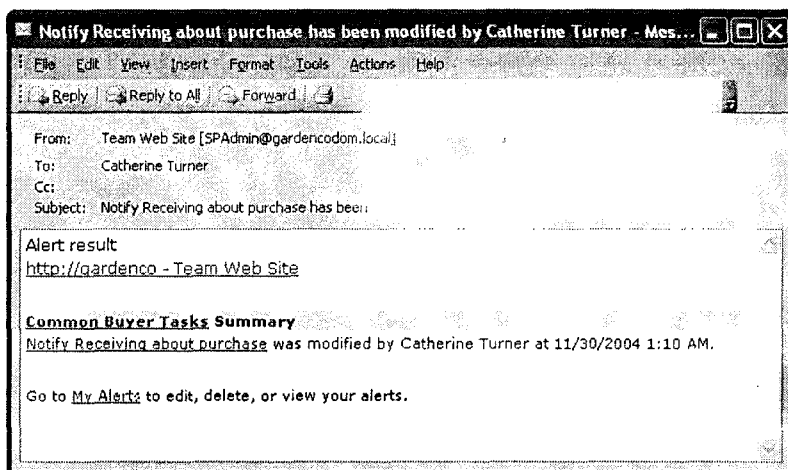 Notify Receiving about purchase has been modified by Catherine Turner - Mes...
File Edit View Insert Format Tools Actions Help
Reply Reply to All Forward
From: Team Web Site [SPAdmin@gardencodom.local]
To: Catherine Turner
Cc:
Subject: Notify Receiving about purchase has been
Alert result
http://gardenco - Team Web Site
Common Buyer Tasks Summary
Notify Receiving about purchase was modified by Catherine Turner at 11/30/2004 1:10 AM.
Go to My Alerts to edit, delete, or view your alerts.